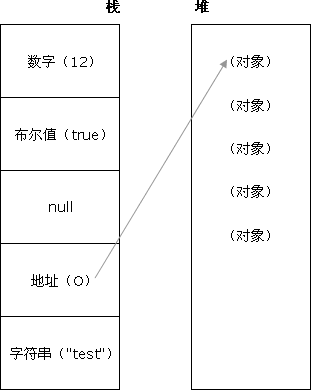 栈 堆
数字（12）
布尔值（true）
null
地址（O）
字符串（"test"）
（对象）
（对象）
（对象）
（对象）
（对象）